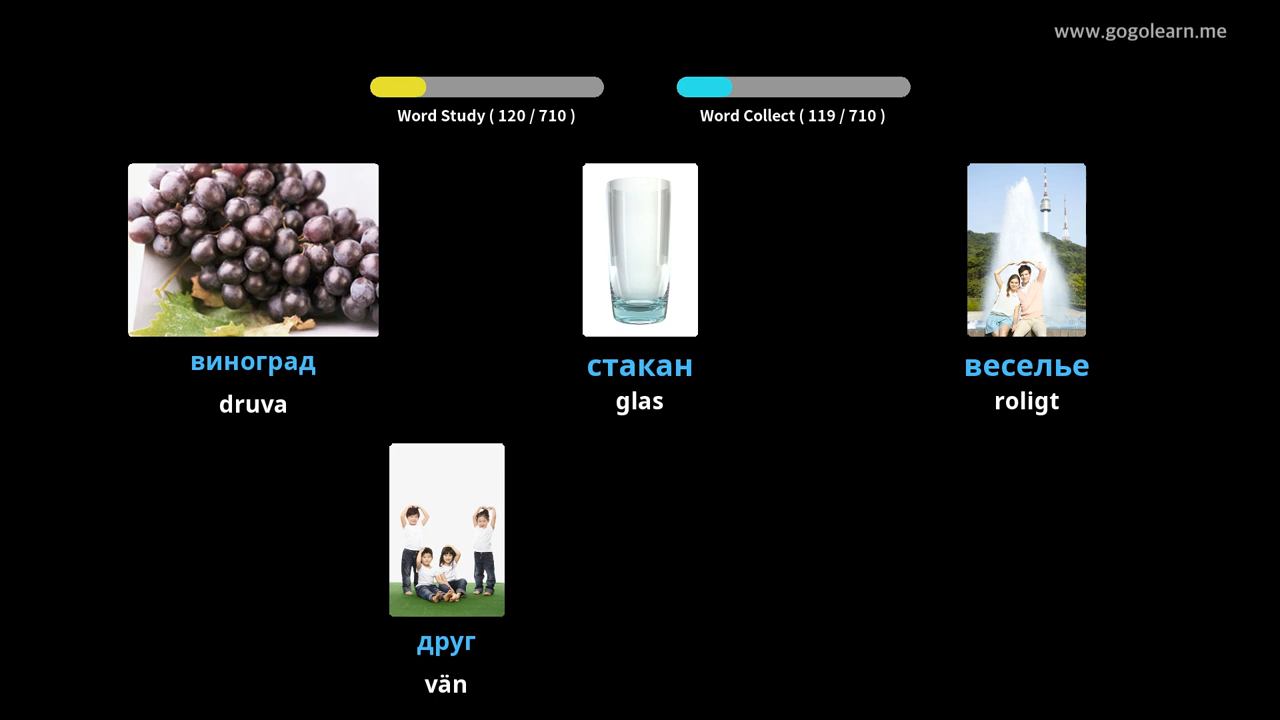 www.gogolearn.me
Word Study ( 120 / 710 )
Word Collect ( 119 / 710 )
виноград
druva
стакан
glas
веселье
roligt
друг
vän